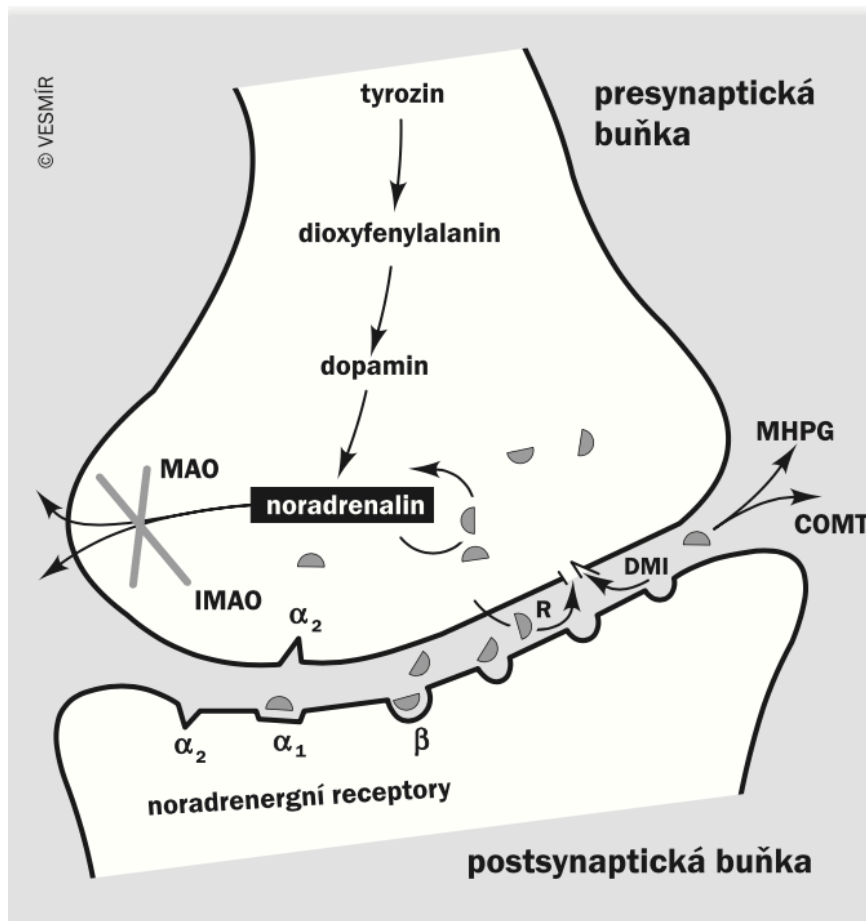 © VESMÍR
tyrozin
presynaptická
buňka
dioxyfenylalanin
dopamin
MAO
noradrenalin
MHPG
COMT
IMAO
DMI
R
α₂
α₂
α₁
β
noradrenergní receptory
postsynaptická buňka